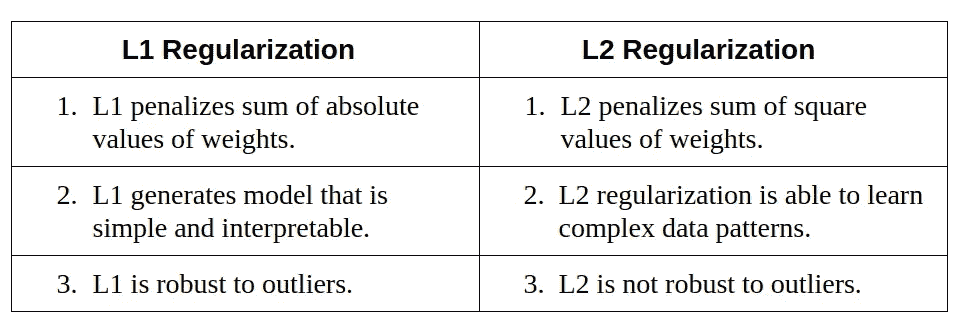 L1 Regularization
L2 Regularization
1. L1 penalizes sum of absolute
values of weights.
1. L2 penalizes sum of square
values of weights.
2. L1 generates model that is
simple and interpretable.
2. L2 regularization is able to learn
complex data patterns.
3. L1 is robust to outliers.
3. L2 is not robust to outliers.